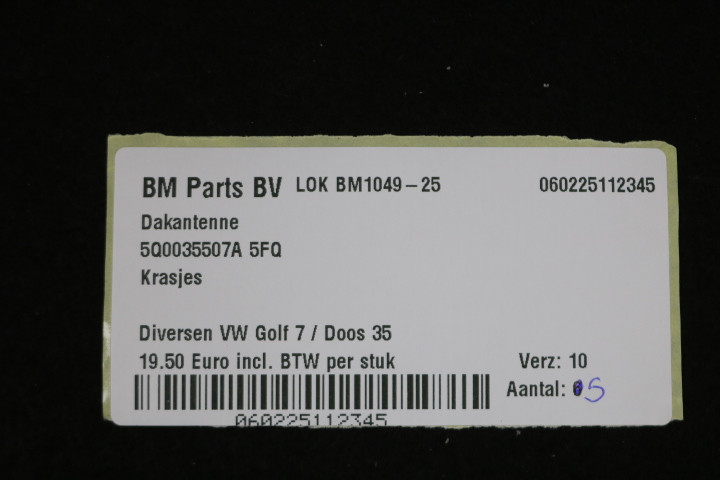 BM Parts BV LOK BM1049-25 060225112345
Dakantenne
5Q0035507A 5FQ
Krasjes
Diversen VW Golf 7 / Doos 35
19.50 Euro incl. BTW per stuk Verz: 10
Aantal: 6 5
060225112345